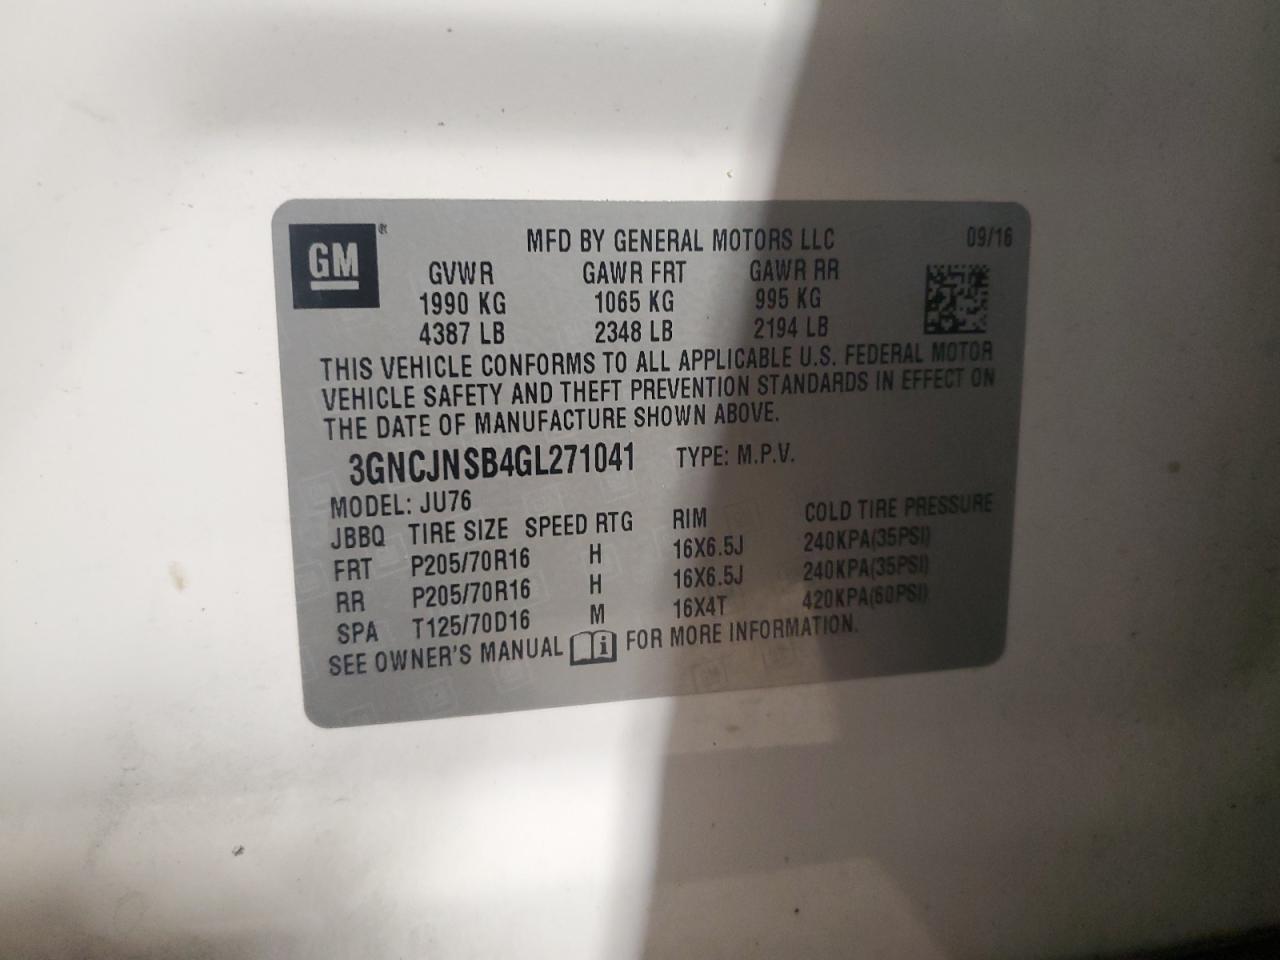 GM®
MFD BY GENERAL MOTORS LLC 09/16
GVWR GAWR FRT GAWR RR
1990 KG 1065 KG 995 KG
4387 LB 2348 LB 2194 LB
THIS VEHICLE CONFORMS TO ALL APPLICABLE U.S. FEDERAL MOTOR
VEHICLE SAFETY AND THEFT PREVENTION STANDARDS IN EFFECT ON
THE DATE OF MANUFACTURE SHOWN ABOVE.
3GNCJNSB4GL271041 TYPE: M.P.V.
MODEL: JU76
JBBQ TIRE SIZE SPEED RTG RIM COLD TIRE PRESSURE
FRT P205/70R16 H 16X6.5J 240KPA(35PSI)
RR P205/70R16 H 16X6.5J 240KPA(35PSI)
SPA T125/70D16 M 16X4T 420KPA(60PSI)
SEE OWNER'S MANUAL i FOR MORE INFORMATION.